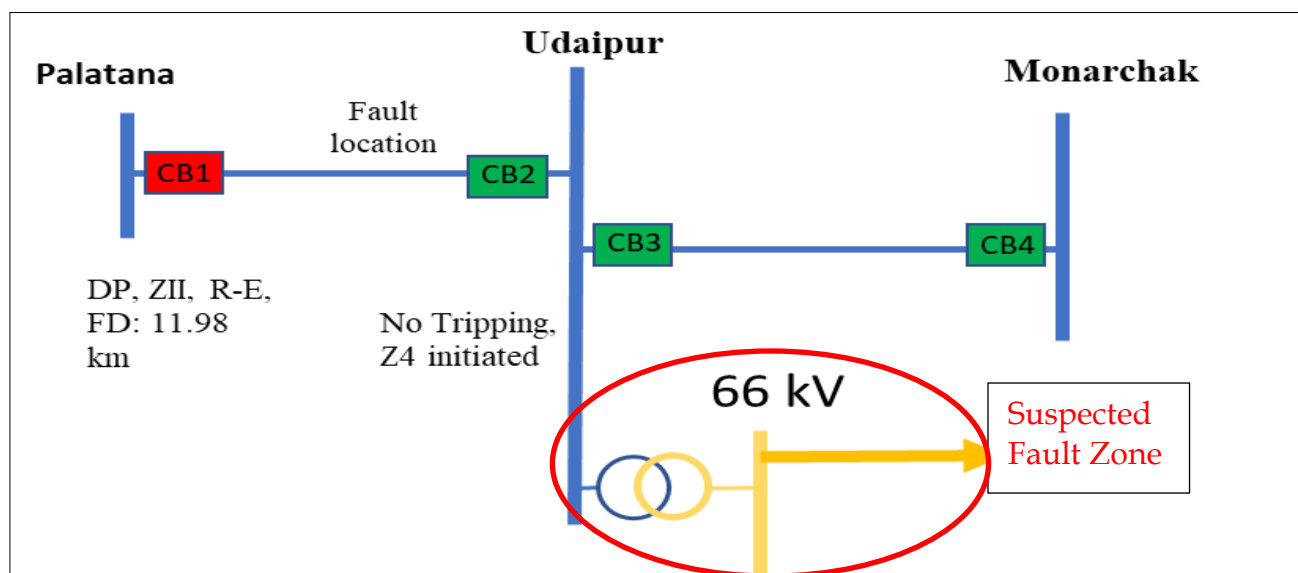 Udaipur
Palatana
Monarchak
Fault
location
CB1
CB2
CB3
CB4
DP, ZII, R-E,
FD: 11.98
km
No Tripping,
Z4 initiated
66 kV
Suspected
Fault Zone